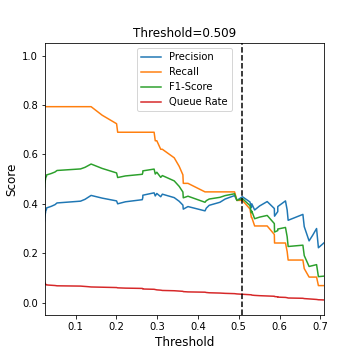 Threshold=0.509
Precision
Recall
F1-Score
Queue Rate
Score
1.0
0.8
0.6
0.4
0.2
0.0
0.1 0.2 0.3 0.4 0.5 0.6 0.7
Threshold